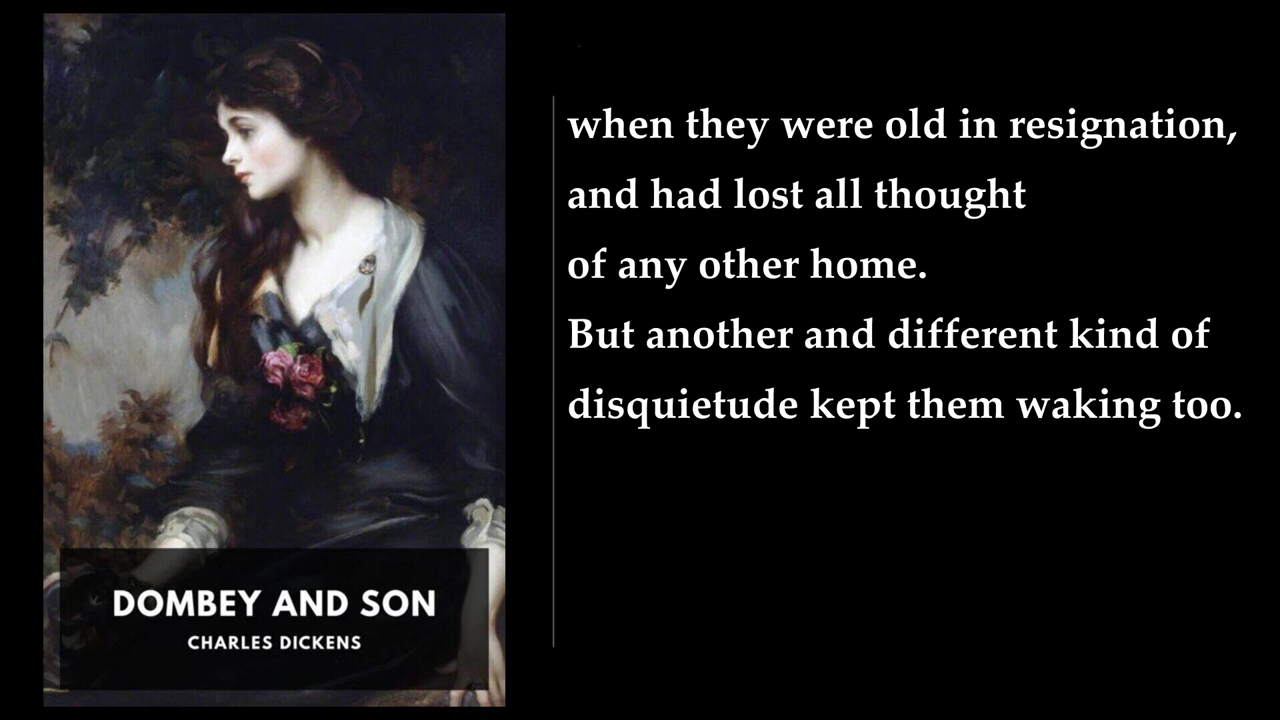 DOMBEY AND SON
CHARLES DICKENS
when they were old in resignation,
and had lost all thought
of any other home.
But another and different kind of
disquietude kept them waking too.